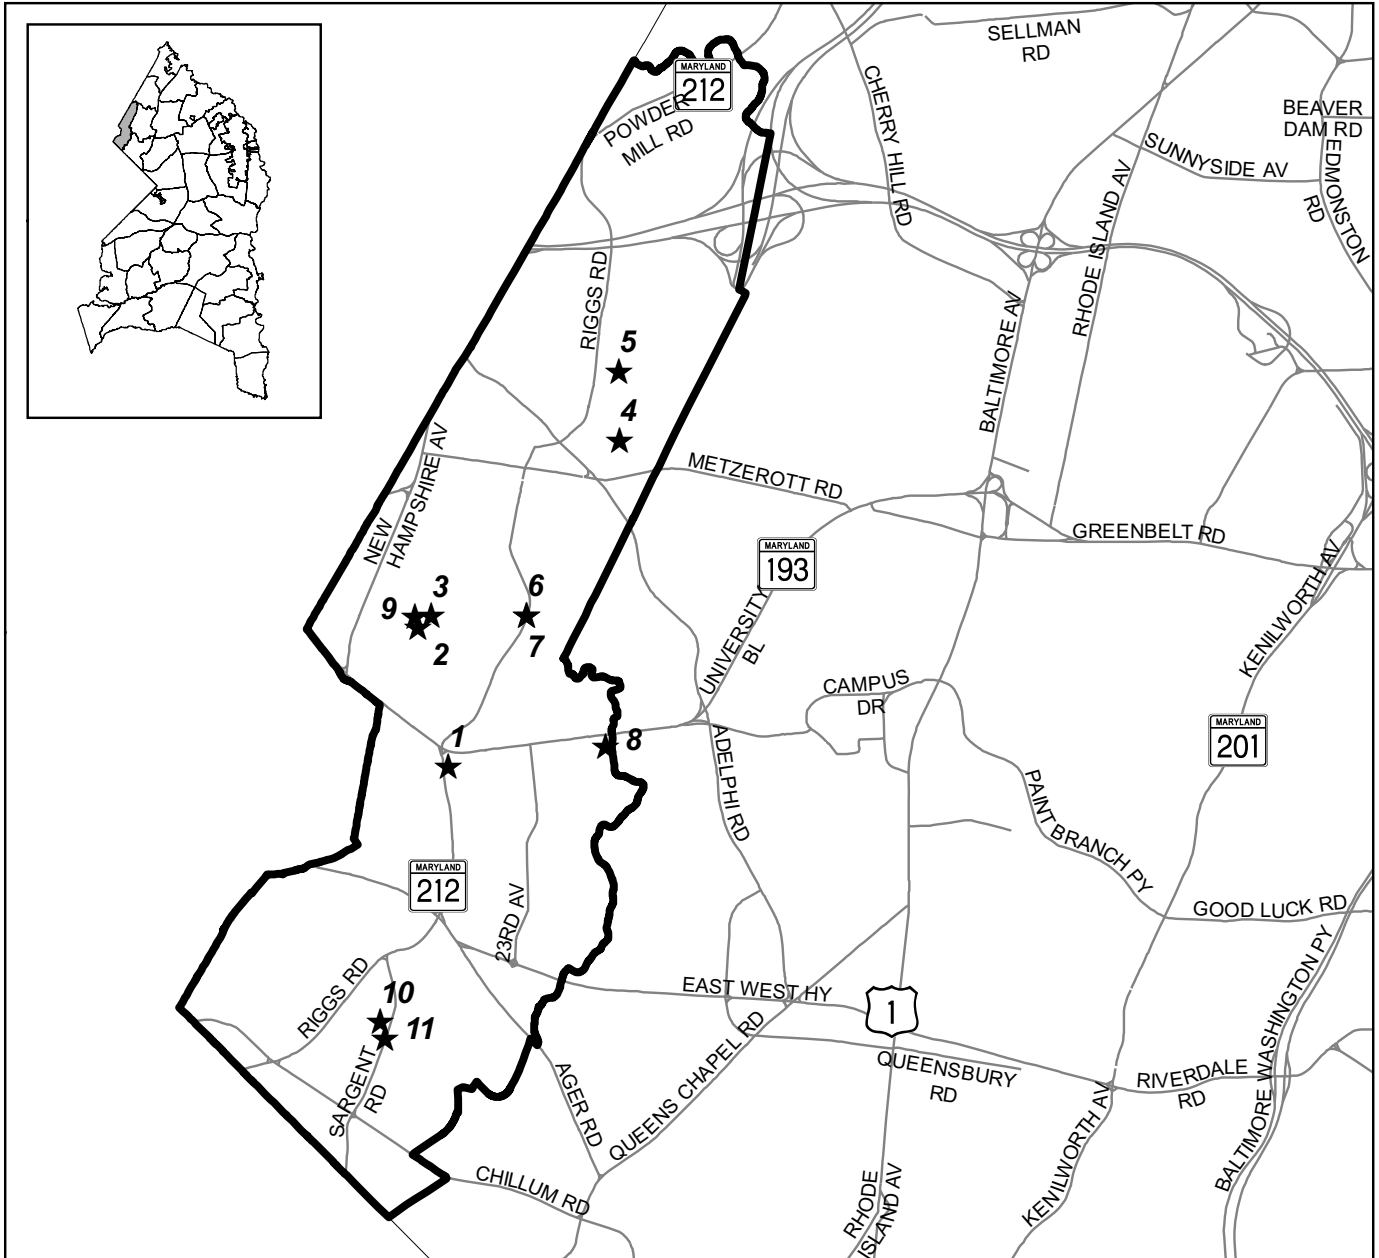 SELLMAN
RD
MARYLAND
212
POWDER
MILL RD
CHERRY HILL RD
BEAVER
DAM RD
SUNNYSIDE AV
EDMONSTON
RD
RHODE ISLAND AV
RIGGS RD
BALTIMORE AV
5
4
NEW
HAMPSHIRE AV
METZEROTT RD
GREENBELT RD
MARYLAND
193
KENILWORTH AV
3
9
2
6
7
UNIVERSITY
BL
CAMPUS
DR
MARYLAND
201
1
8
ADELPHI RD
PAINT BRANCH PY
MARYLAND
212
23RD AV
GOOD LUCK RD
BALTIMORE WASHINGTON PY
RIGGS RD
10
11
EAST WEST HY
1
SARGENT
RD
AGER RD
QUEENS CHAPEL RD
QUEENSBURY
RD
RIVERDALE
RD
KENILWORTH AV
CHILLUM RD
RHODE
ISLAND AV